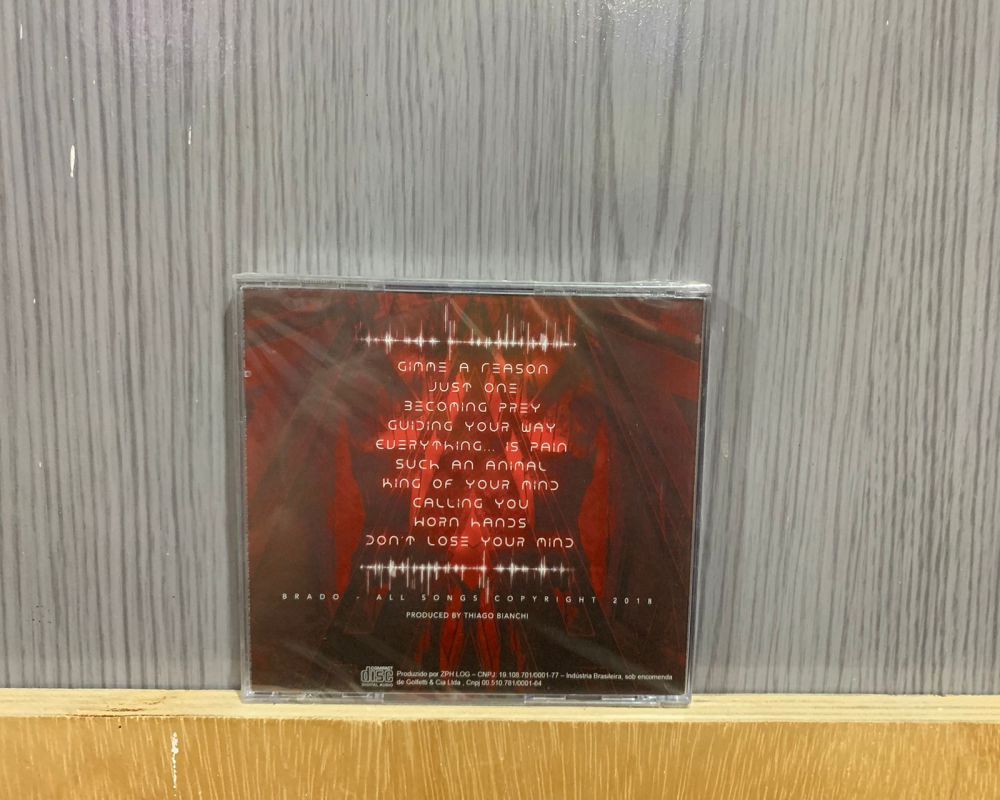 GIMME A REASON
JUST ONE
BECOMING PREY
GUIDING YOUR WAY
EVERYTHING... IS PAIN
SUCH AN ANIMAL
KING OF YOUR MIND
CALLING YOU
WORN HANDS
DON'T LOSE YOUR MIND
BRADO - ALL SONGS COPYRIGHT 2018
PRODUCED BY THIAGO BIANCHI
COMPACT
disc
DIGITAL AUDIO
Produzido por ZPH LOG – CNPJ: 19.108.701/0001-77 – Indústria Brasileira, sob encomenda
de Golfetti & Cia Ltda , Cnpj 00.510.781/0001-64